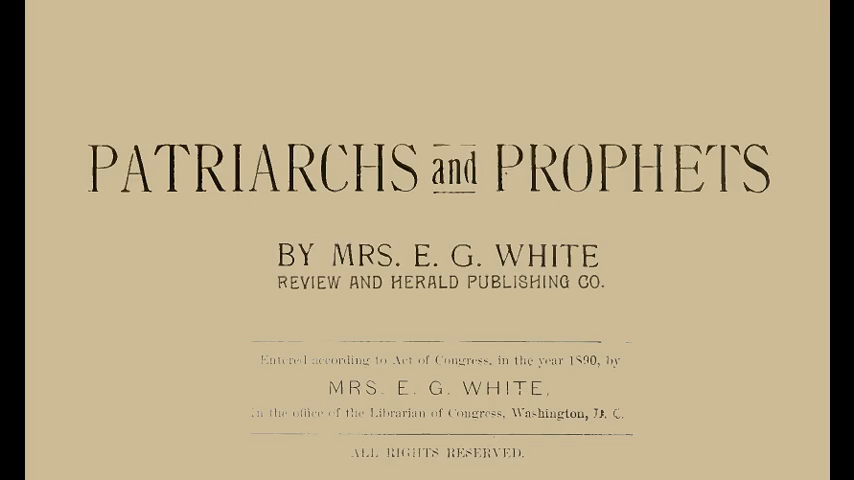 PATRIARCHS and PROPHETS
BY MRS. E. G. WHITE
REVIEW AND HERALD PUBLISHING CO.
Entered according to Act of Congress, in the year 1890, by
MRS. E. G. WHITE,
In the office of the Librarian of Congress, Washington, D. C.
ALL RIGHTS RESERVED.